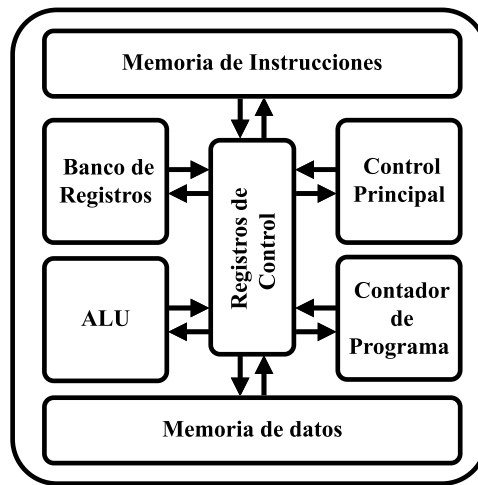 Memoria de Instrucciones
Banco de
Registros
Registros de
Control
Control
Principal
ALU
Contador
de
Programa
Memoria de datos